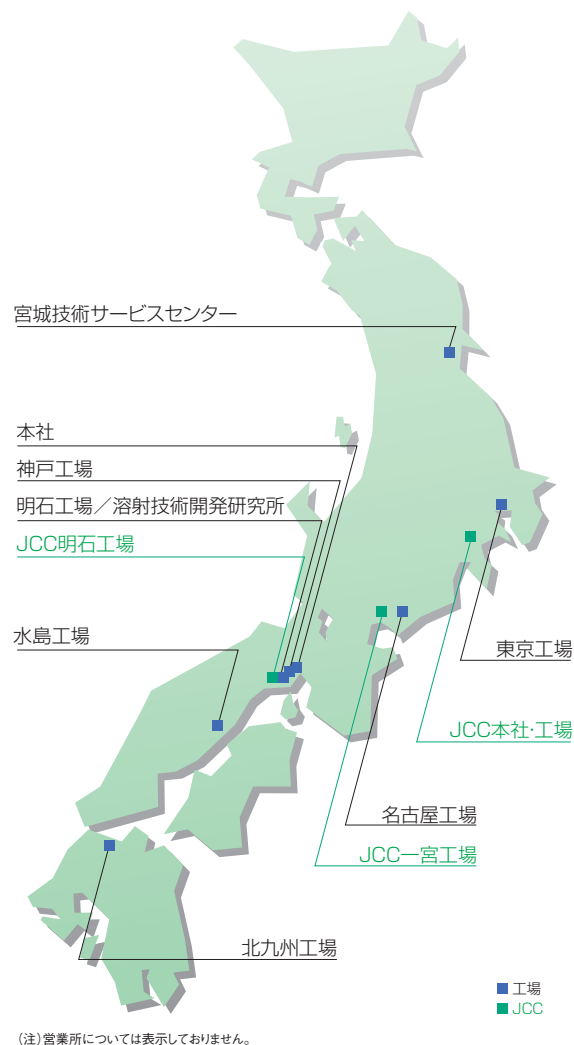 宮城技術サービスセンター
本社
神戸工場
明石工場／溶射技術開発研究所
JCC明石工場
水島工場
東京工場
JCC本社・工場
名古屋工場
JCC一宮工場
北九州工場
工場
JCC
（注）営業所については表示しておりません。